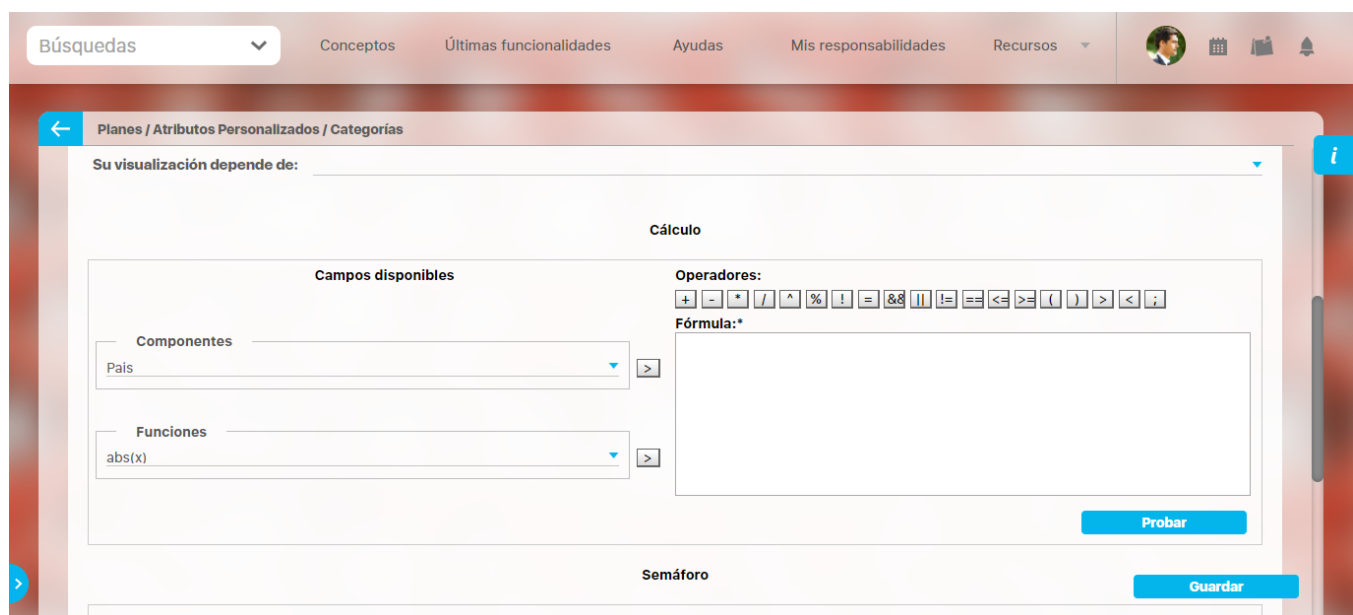 Búsquedas
Conceptos
Últimas funcionalidades
Ayudas
Mis responsabilidades
Recursos
Planes / Atributos Personalizados / Categorías
i
Su visualización depende de:
Cálculo
Campos disponibles
Operadores:
+ - * / ^ % ! = && || != == <= >= ( ) > < ;
Fórmula:*
Componentes
Pais
>
Funciones
abs(x)
>
Probar
Semáforo
Guardar